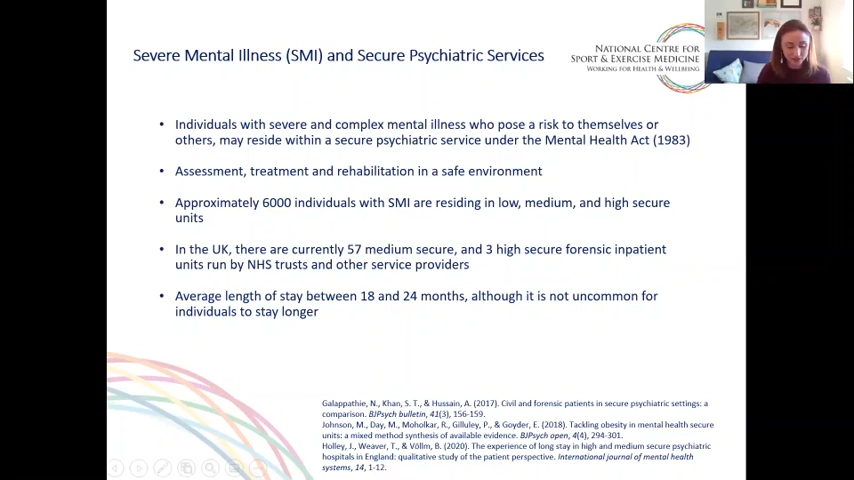 Severe Mental Illness (SMI) and Secure Psychiatric Services
NATIONAL CENTRE FOR
SPORT & EXERCISE MEDICINE
WORKING FOR HEALTH & WELLBEING
• Individuals with severe and complex mental illness who pose a risk to themselves or
others, may reside within a secure psychiatric service under the Mental Health Act (1983)
• Assessment, treatment and rehabilitation in a safe environment
• Approximately 6000 individuals with SMI are residing in low, medium, and high secure
units
• In the UK, there are currently 57 medium secure, and 3 high secure forensic inpatient
units run by NHS trusts and other service providers
• Average length of stay between 18 and 24 months, although it is not uncommon for
individuals to stay longer
Galappathie, N., Khan, S. T., & Hussain, A. (2017). Civil and forensic patients in secure psychiatric settings: a
comparison. BJPsych bulletin, 41(3), 156-159.
Johnson, M., Day, M., Moholkar, R., Gilluley, P., & Goyder, E. (2018). Tackling obesity in mental health secure
units: a mixed method synthesis of available evidence. BJPsych open, 4(4), 294-301.
Holley, J., Weaver, T., & Völlm, B. (2020). The experience of long stay in high and medium secure psychiatric
hospitals in England: qualitative study of the patient perspective. International journal of mental health
systems, 14, 1-12.